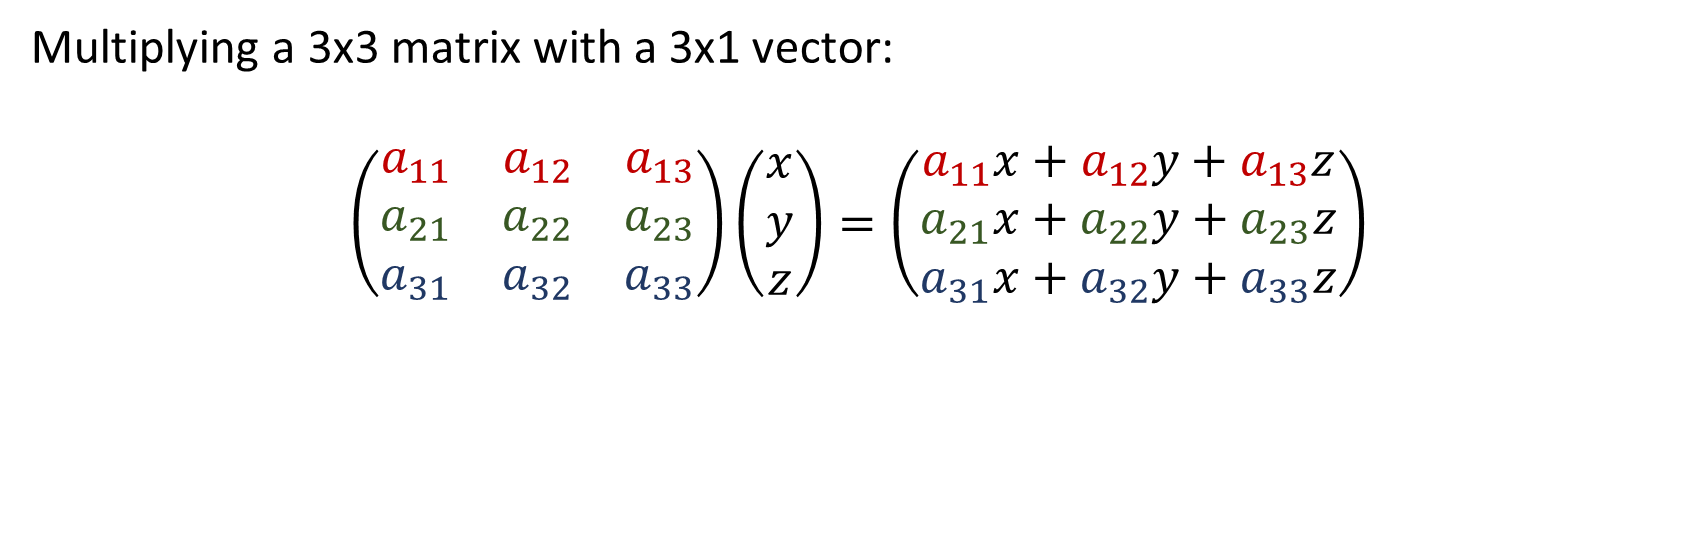 Multiplying a 3x3 matrix with a 3x1 vector:
(a₁₁ a₁₂ a₁₃) (x) = (a₁₁x + a₁₂y + a₁₃z)
(a₂₁ a₂₂ a₂₃) (y) = (a₂₁x + a₂₂y + a₂₃z)
(a₃₁ a₃₂ a₃₃) (z) = (a₃₁x + a₃₂y + a₃₃z)